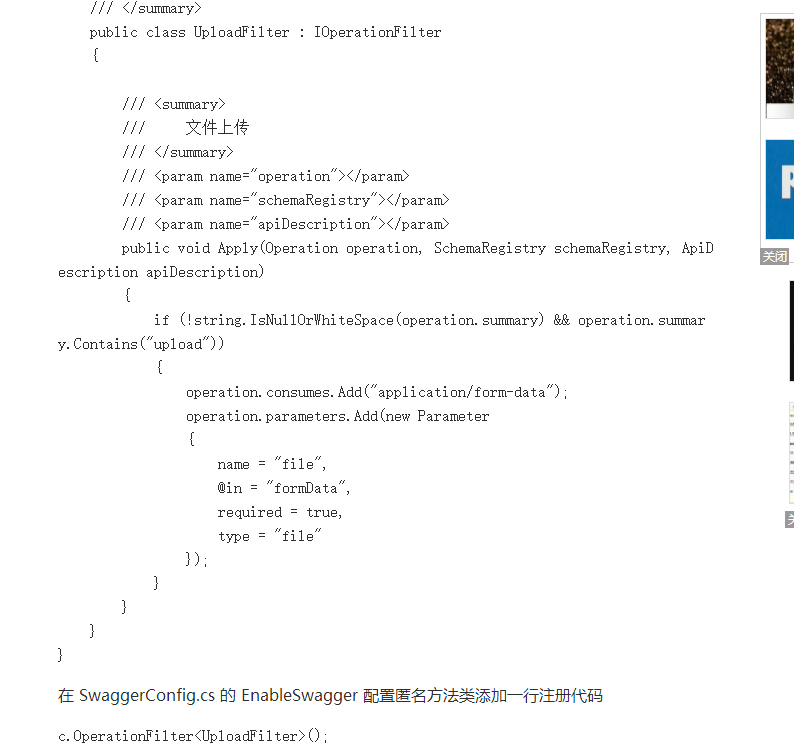 /// </summary>
public class UploadFilter : IOperationFilter
{
/// <summary>
/// 文件上传
/// </summary>
/// <param name="operation"></param>
/// <param name="schemaRegistry"></param>
/// <param name="apiDescription"></param>
public void Apply(Operation operation, SchemaRegistry schemaRegistry, ApiD
escription apiDescription)
{
if (!string.IsNullOrWhiteSpace(operation.summary) && operation.summar
y.Contains("upload"))
{
operation.consumes.Add("application/form-data");
operation.parameters.Add(new Parameter
{
name = "file",
@in = "formData",
required = true,
type = "file"
});
}
}
}
}
在 SwaggerConfig.cs 的 EnableSwagger 配置匿名方法类添加一行注册代码
c.OperationFilter<UploadFilter>();
关闭